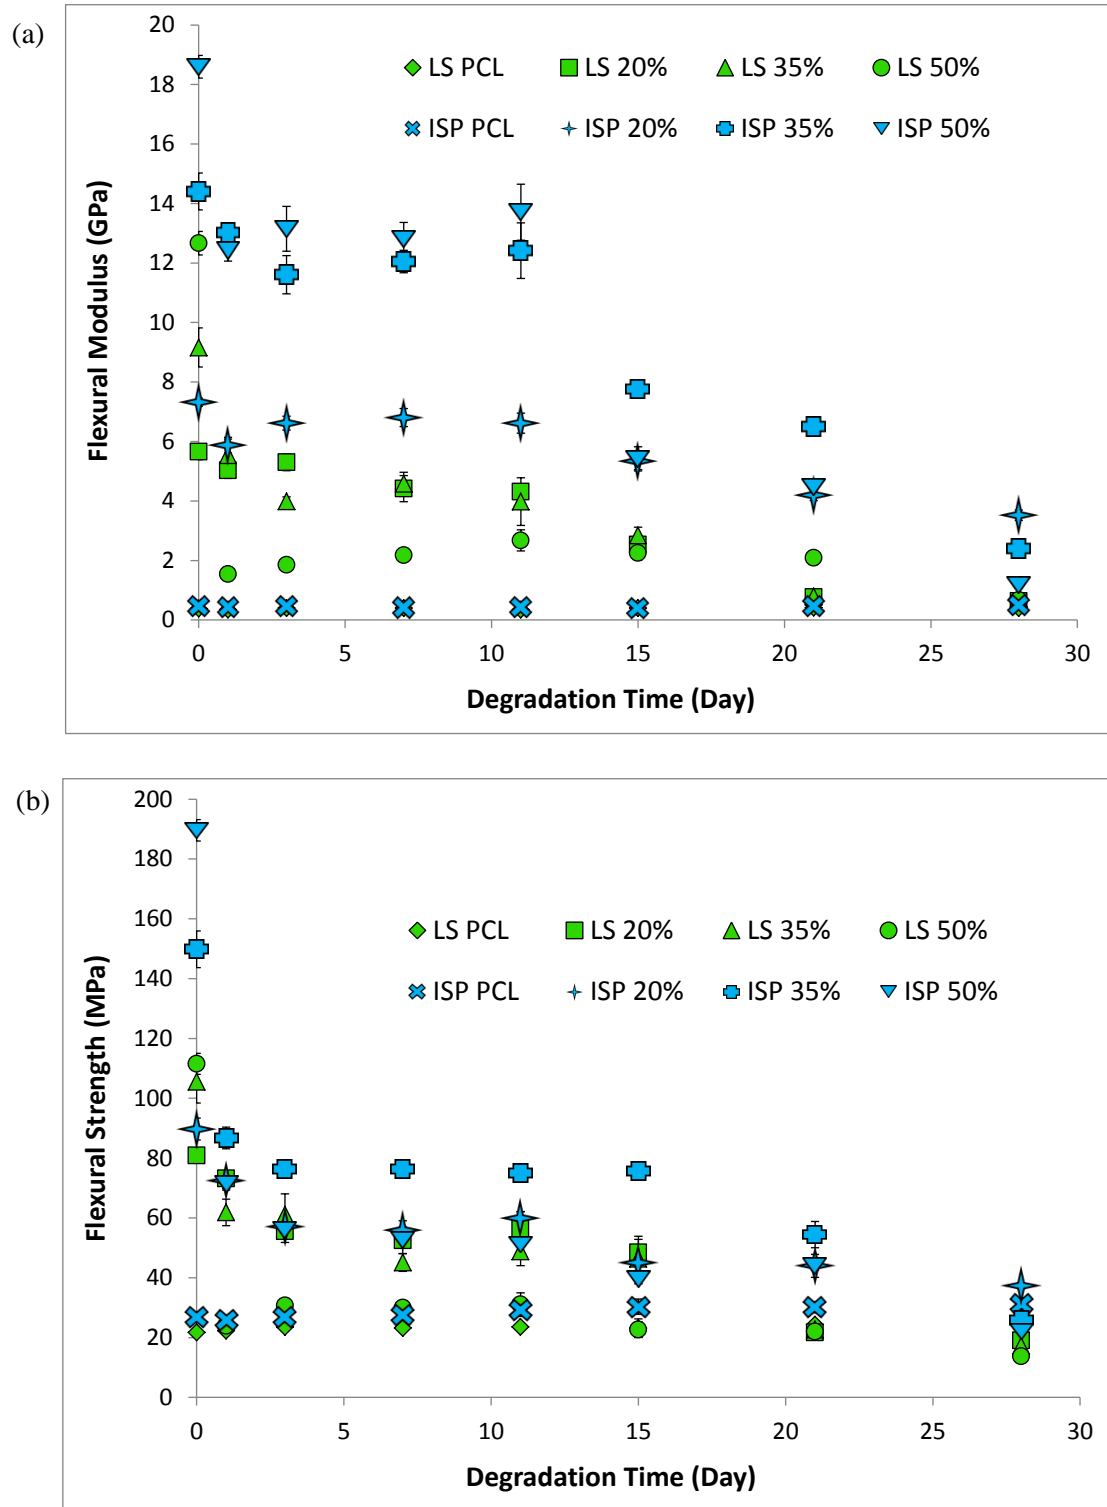 (a)
20
18
16
14
12
10
8
6
4
2
0
Flexural Modulus (GPa)
LS PCL LS 20% LS 35% LS 50%
ISP PCL ISP 20% ISP 35% ISP 50%
0 5 10 15 20 25 30
Degradation Time (Day)
(b)
200
180
160
140
120
100
80
60
40
20
0
Flexural Strength (MPa)
LS PCL LS 20% LS 35% LS 50%
ISP PCL ISP 20% ISP 35% ISP 50%
0 5 10 15 20 25 30
Degradation Time (Day)